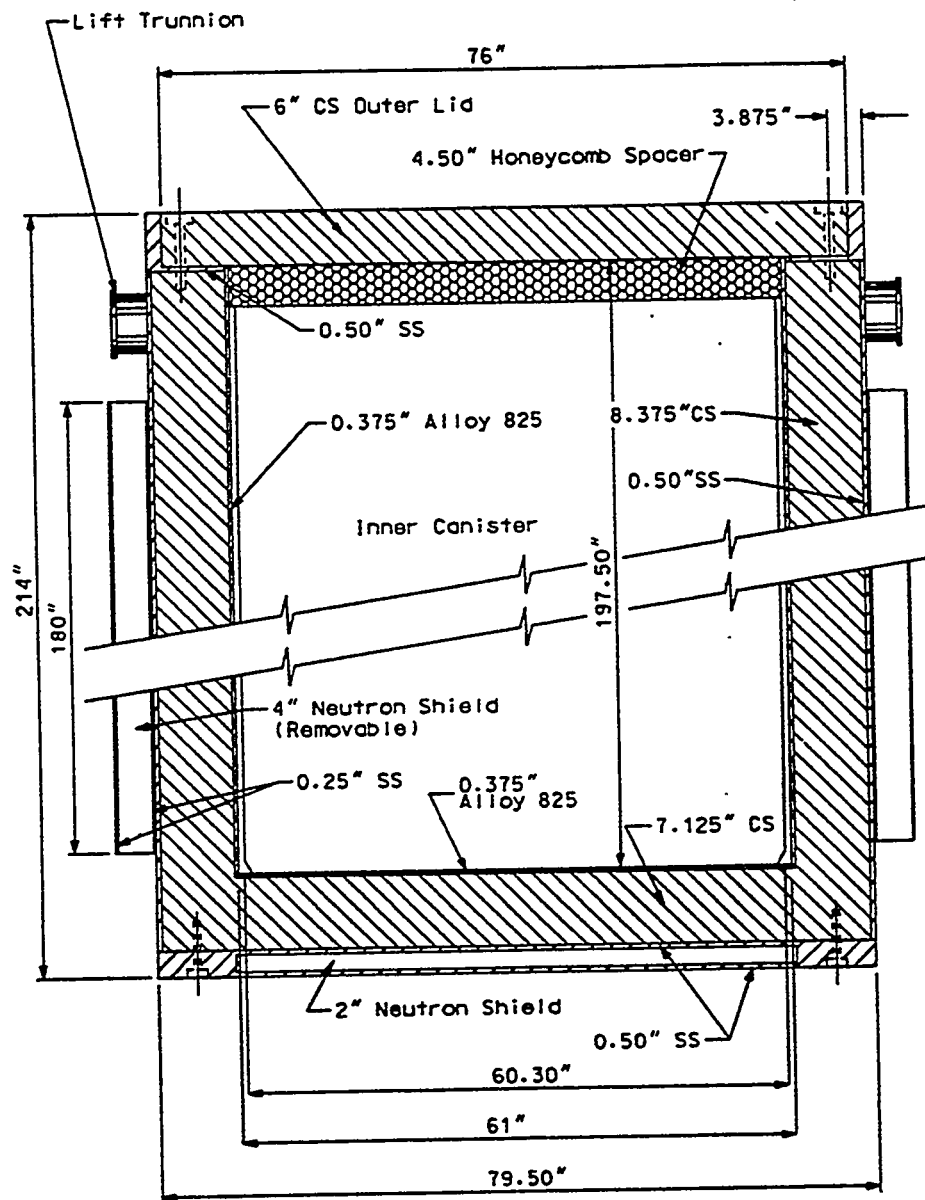 Lift Trunnion
76"
6" CS Outer Lid
3.875"
4.50" Honeycomb Spacer
0.50" SS
0.375" Alloy 825
8.375"CS
0.50"SS
Inner Canister
197.50"
214"
180"
4" Neutron Shield
(Removable)
0.25" SS
0.375"
Alloy 825
7.125" CS
2" Neutron Shield
0.50" SS
60.30"
61"
79.50"